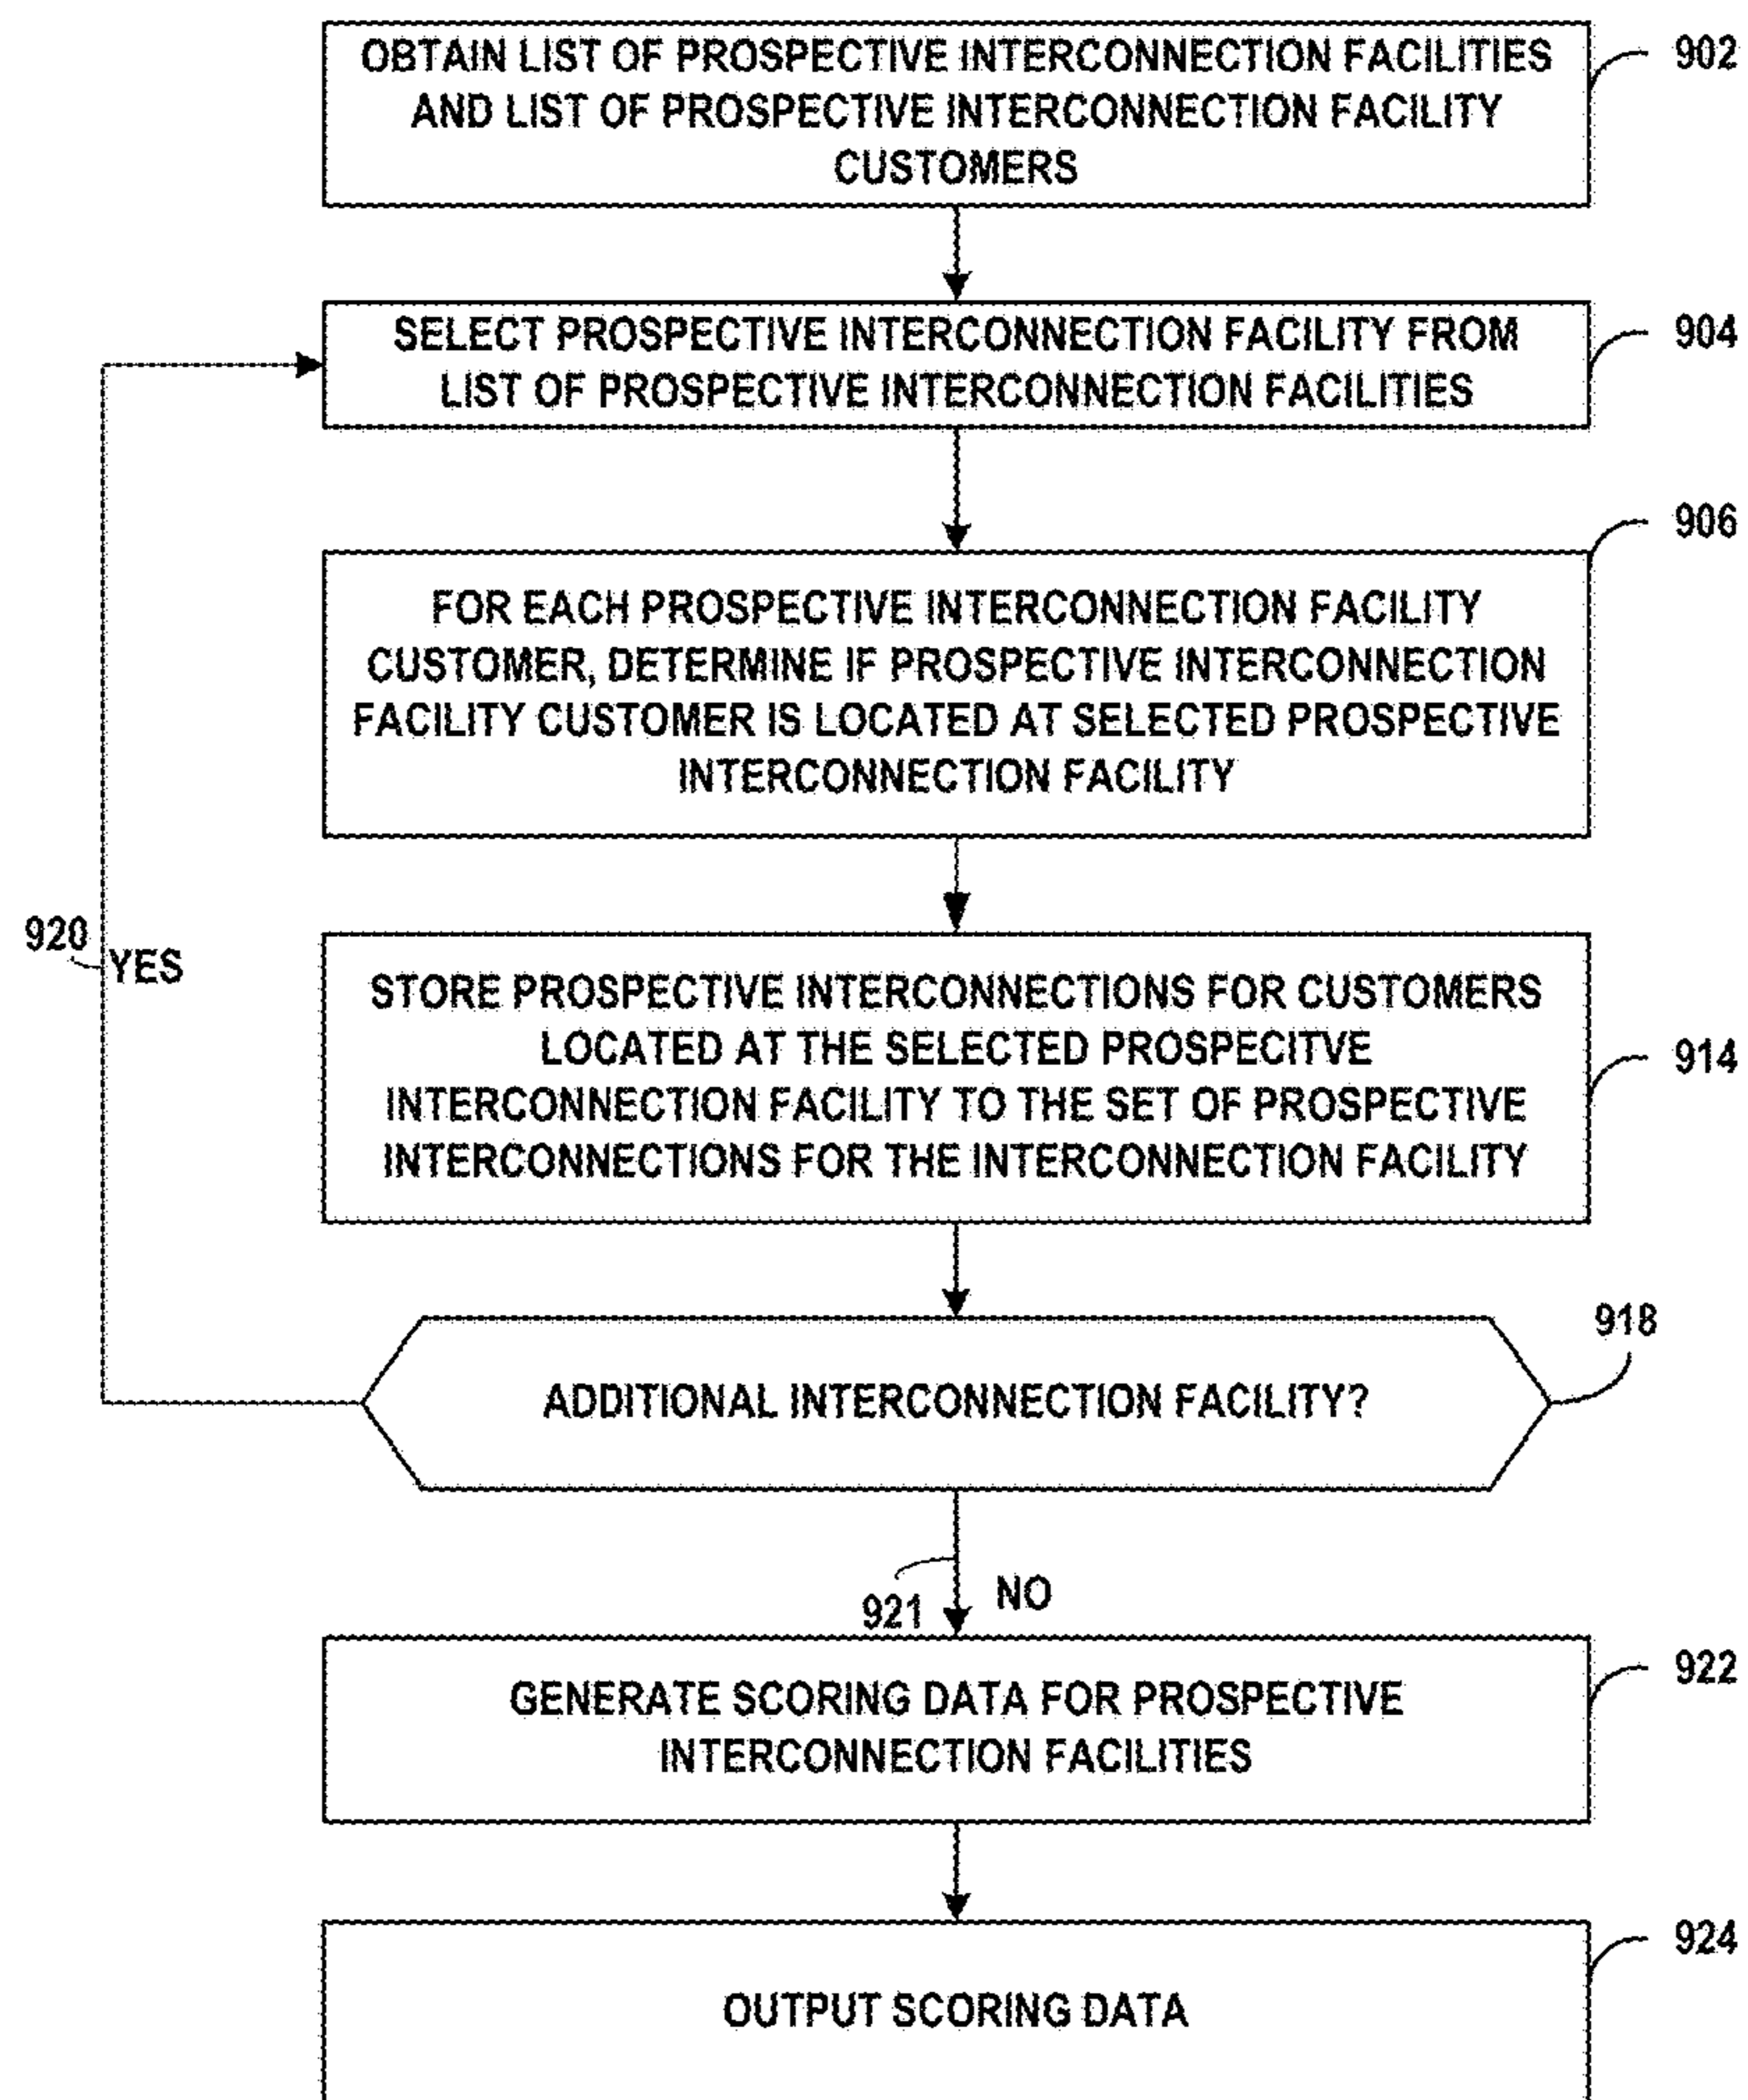 OBTAIN LIST OF PROSPECTIVE INTERCONNECTION FACILITIES
AND LIST OF PROSPECTIVE INTERCONNECTION FACILITY
CUSTOMERS
902
SELECT PROSPECTIVE INTERCONNECTION FACILITY FROM
LIST OF PROSPECTIVE INTERCONNECTION FACILITIES
904
906
FOR EACH PROSPECTIVE INTERCONNECTION FACILITY
CUSTOMER, DETERMINE IF PROSPECTIVE INTERCONNECTION
FACILITY CUSTOMER IS LOCATED AT SELECTED PROSPECTIVE
INTERCONNECTION FACILITY
920
YES
STORE PROSPECTIVE INTERCONNECTIONS FOR CUSTOMERS
LOCATED AT THE SELECTED PROSPECITVE
INTERCONNECTION FACILITY TO THE SET OF PROSPECTIVE
INTERCONNECTIONS FOR THE INTERCONNECTION FACILITY
914
918
ADDITIONAL INTERCONNECTION FACILITY?
921
NO
GENERATE SCORING DATA FOR PROSPECTIVE
INTERCONNECTION FACILITIES
922
924
OUTPUT SCORING DATA